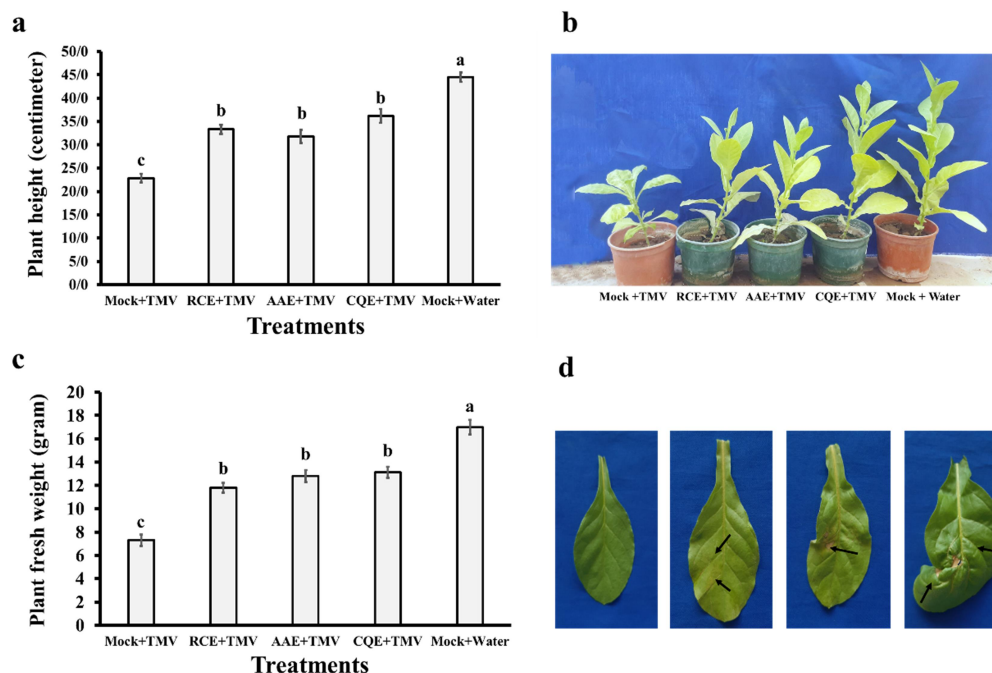 a
Plant height (centimeter)
50/0
45/0
40/0
35/0
30/0
25/0
20/0
15/0
10/0
5/0
0/0
c
b
b
b
a
Mock+TMV RCE+TMV AAE+TMV CQE+TMV Mock+Water
Treatments
b
Mock +TMV RCE+TMV AAE+TMV CQE+TMV Mock + Water
c
Plant fresh weight (gram)
20
18
16
14
12
10
8
6
4
2
0
c
b
b
b
a
Mock+TMV RCE+TMV AAE+TMV CQE+TMV Mock+Water
Treatments
d